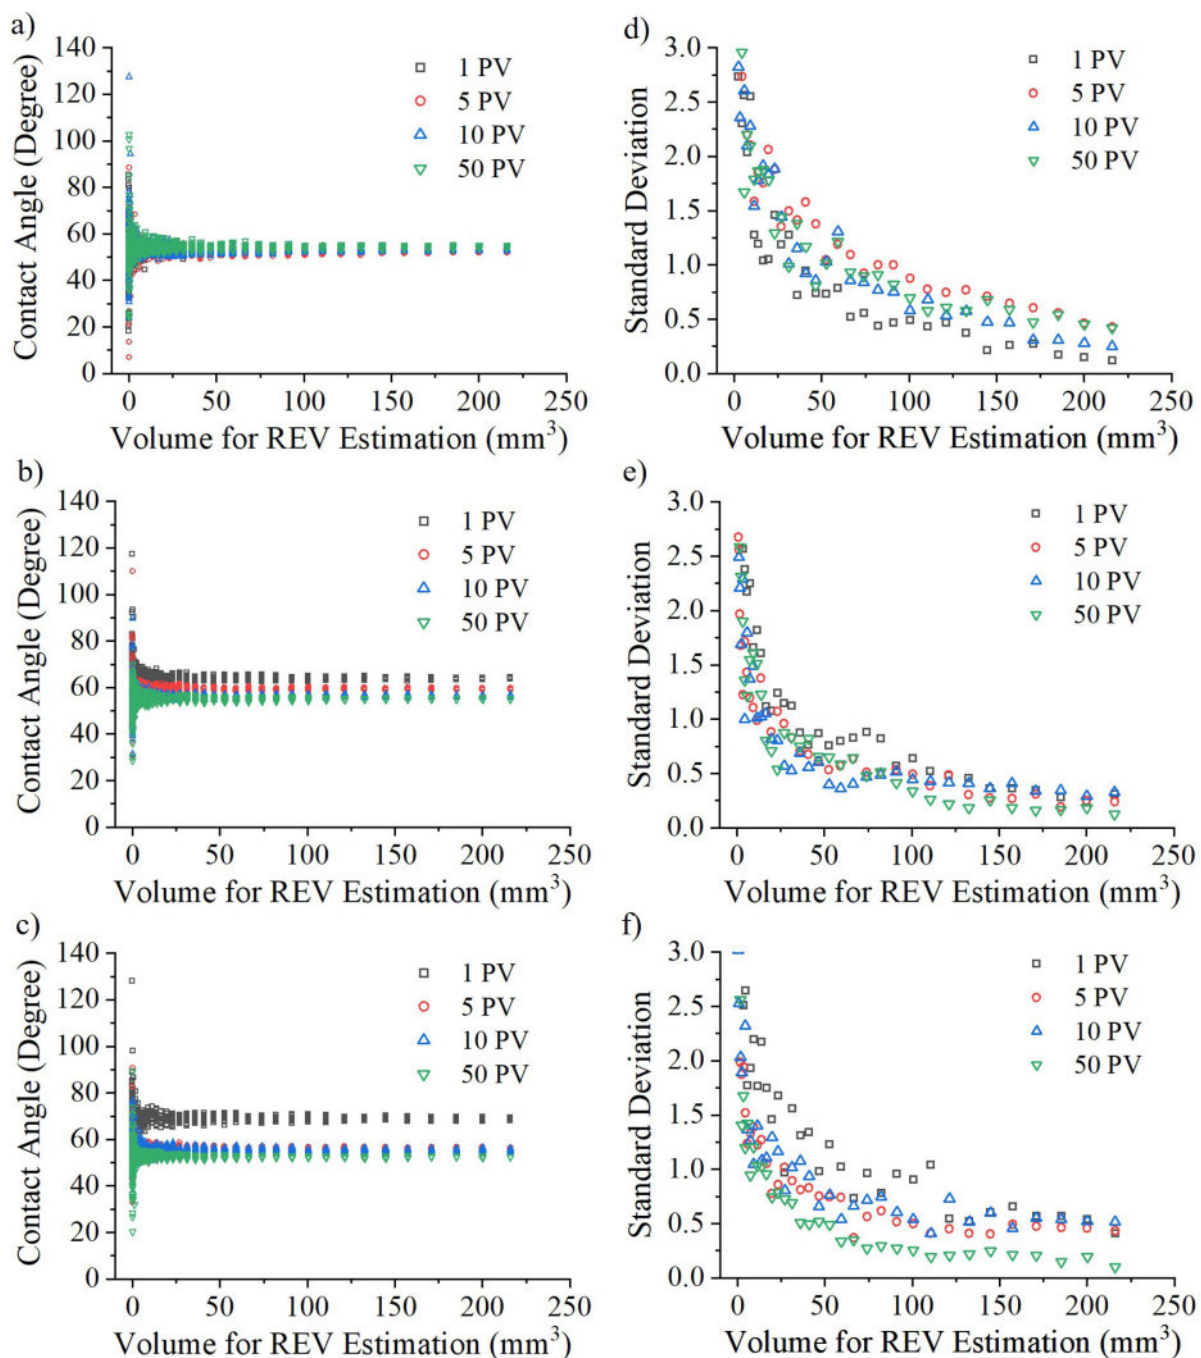 a)
140
120
100
80
60
40
20
0
Contact Angle (Degree)
1 PV
5 PV
10 PV
50 PV
0 50 100 150 200 250
Volume for REV Estimation (mm³)
d)
3.0
2.5
2.0
1.5
1.0
0.5
0.0
Standard Deviation
1 PV
5 PV
10 PV
50 PV
0 50 100 150 200 250
Volume for REV Estimation (mm³)
b)
140
120
100
80
60
40
20
0
Contact Angle (Degree)
1 PV
5 PV
10 PV
50 PV
0 50 100 150 200 250
Volume for REV Estimation (mm³)
e)
3.0
2.5
2.0
1.5
1.0
0.5
0.0
Standard Deviation
1 PV
5 PV
10 PV
50 PV
0 50 100 150 200 250
Volume for REV Estimation (mm³)
c)
140
120
100
80
60
40
20
0
Contact Angle (Degree)
1 PV
5 PV
10 PV
50 PV
0 50 100 150 200 250
Volume for REV Estimation (mm³)
f)
3.0
2.5
2.0
1.5
1.0
0.5
0.0
Standard Deviation
1 PV
5 PV
10 PV
50 PV
0 50 100 150 200 250
Volume for REV Estimation (mm³)